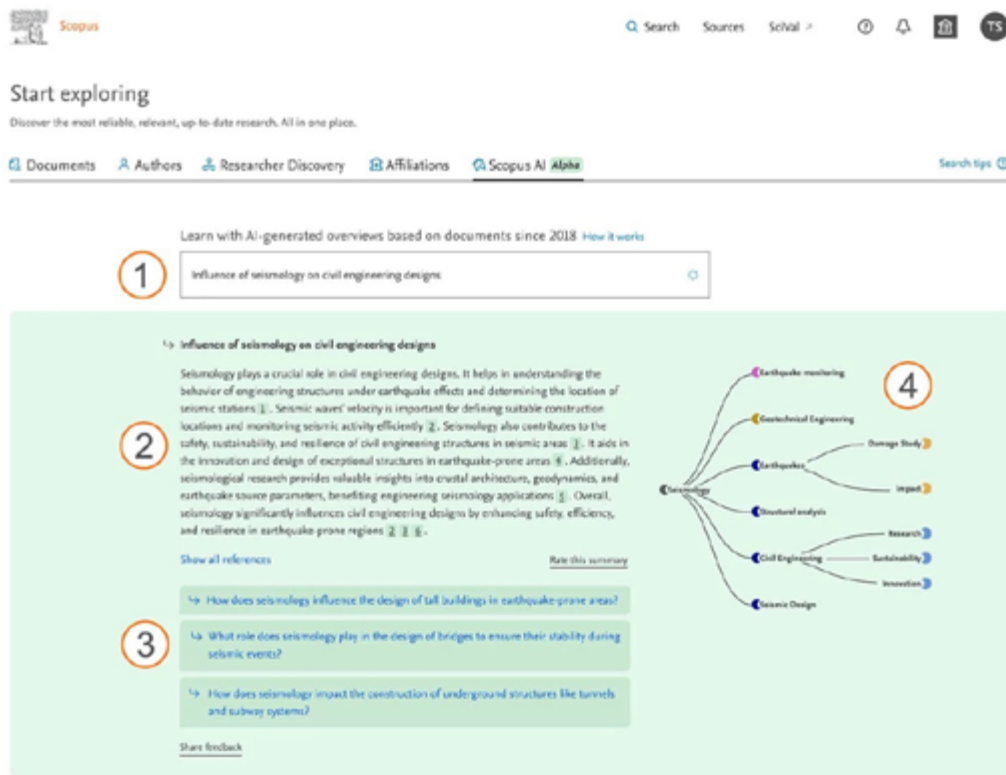 Scopus
Search Sources SciVal ↗ TS
Start exploring
Discover the most reliable, relevant, up-to-date research. All in one place.
Documents Authors Researcher Discovery Affiliations Scopus AI Alpha Search tips
Learn with AI-generated overviews based on documents since 2018 How it works
1
Influence of seismology on civil engineering designs
Influence of seismology on civil engineering designs
Seismology plays a crucial role in civil engineering designs. It helps in understanding the
behavior of engineering structures under earthquake effects and determining the location of
seismic stations 1 . Seismic waves' velocity is important for defining suitable construction
locations and monitoring seismic activity efficiently 2 . Seismology also contributes to the
safety, sustainability, and resilience of civil engineering structures in seismic areas 3 . It aids in
the innovation and design of exceptional structures in earthquake-prone areas 4 . Additionally,
seismological research provides valuable insights into crustal architecture, geodynamics, and
earthquake source parameters, benefiting engineering seismology applications 5 . Overall,
seismology significantly influences civil engineering designs by enhancing safety, efficiency,
and resilience in earthquake-prone regions 2 3 6 .
2
Show all references Rate this summary
How does seismology influence the design of tall buildings in earthquake-prone areas?
3
What role does seismology play in the design of bridges to ensure their stability during
seismic events?
How does seismology impact the construction of underground structures like tunnels
and subway systems?
Share feedback
4
Seismology
Earthquake monitoring
Geotechnical Engineering
Earthquakes
Damage Study
Impact
Structural analysis
Civil Engineering
Research
Sustainability
Innovation
Seismic Design